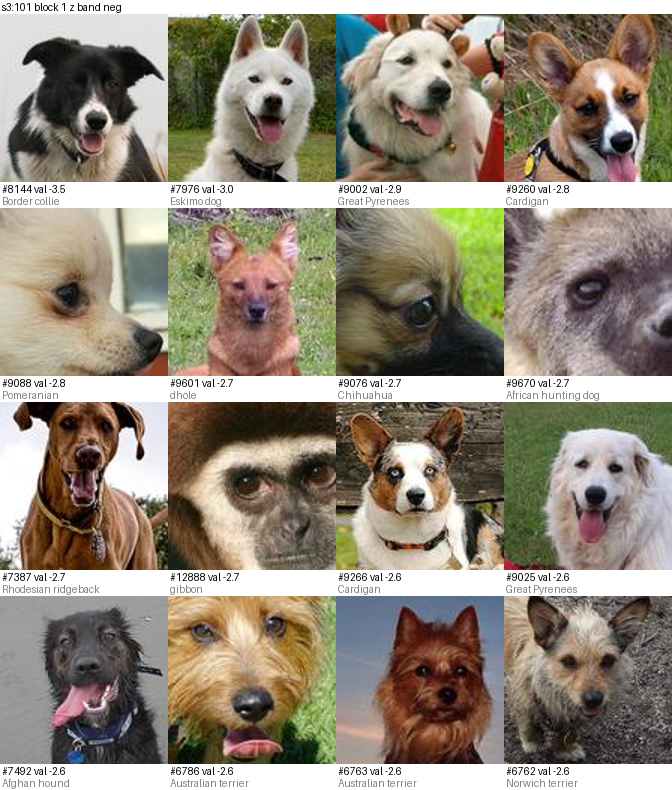 s3:101 block 1 z band neg
#8144 val -3.5
Border collie
#7976 val -3.0
Eskimo dog
#9002 val -2.9
Great Pyrenees
#9260 val -2.8
Cardigan
#9088 val -2.8
Pomeranian
#9601 val -2.7
dhole
#9076 val -2.7
Chihuahua
#9670 val -2.7
African hunting dog
#7387 val -2.7
Rhodesian ridgeback
#12888 val -2.7
gibbon
#9266 val -2.6
Cardigan
#9025 val -2.6
Great Pyrenees
#7492 val -2.6
Afghan hound
#6786 val -2.6
Australian terrier
#6763 val -2.6
Australian terrier
#6762 val -2.6
Norwich terrier